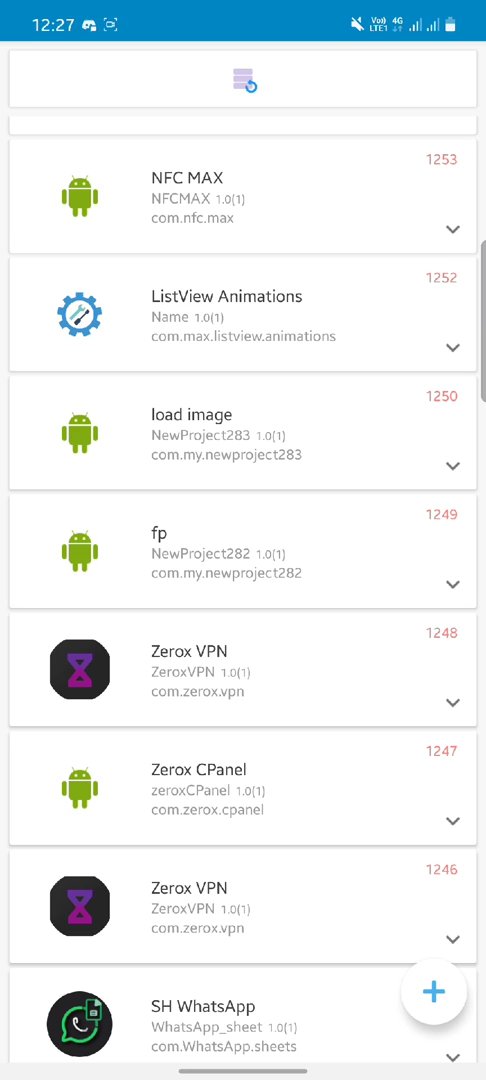 12:27
Vo)) LTE1 4G
1253
NFC MAX
NFCMAX 1.0(1)
com.nfc.max
1252
ListView Animations
Name 1.0(1)
com.max.listview.animations
1250
load image
NewProject283 1.0(1)
com.my.newproject283
1249
fp
NewProject282 1.0(1)
com.my.newproject282
1248
Zerox VPN
ZeroxVPN 1.0(1)
com.zerox.vpn
1247
Zerox CPanel
zeroxCPanel 1.0(1)
com.zerox.cpanel
1246
Zerox VPN
ZeroxVPN 1.0(1)
com.zerox.vpn
SH WhatsApp
WhatsApp_sheet 1.0(1)
com.WhatsApp.sheets